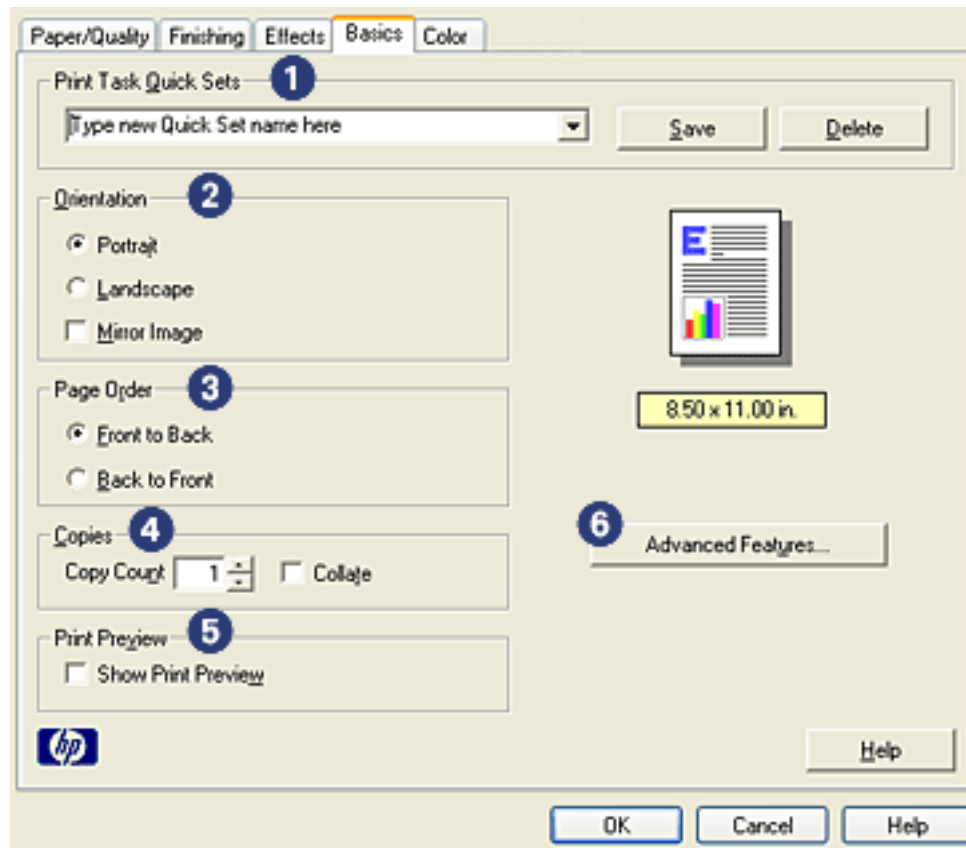 Paper/Quality Finishing Effects Basics Color
Print Task Quick Sets 1
Type new Quick Set name here Save Delete
Orientation 2
Portrait
Landscape
Mirror Image
E
8.50 x 11.00 in.
Page Order 3
Front to Back
Back to Front
Copies 4
Copy Count 1 Collate
6 Advanced Features...
Print Preview 5
Show Print Preview
hp
Help
OK Cancel Help